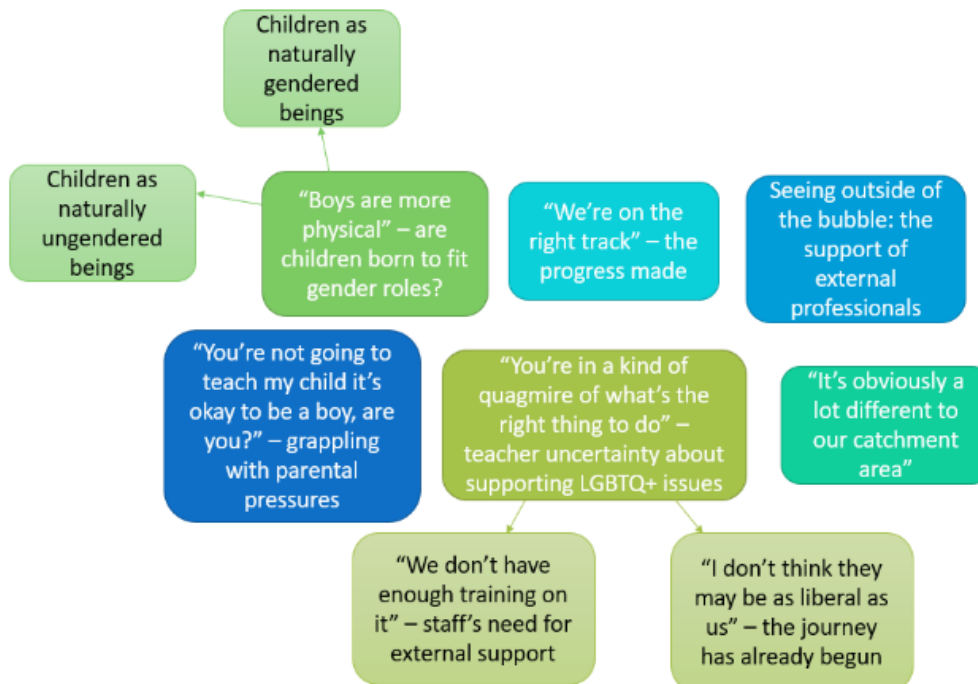 Children as
naturally
gendered
beings
Children as
naturally
ungendered
beings
“Boys are more
physical” – are
children born to fit
gender roles?
“We’re on the
right track” – the
progress made
Seeing outside of
the bubble: the
support of
external
professionals
“You’re not going to
teach my child it’s
okay to be a boy, are
you?” – grappling
with parental
pressures
“You’re in a kind of
quagmire of what’s the
right thing to do” –
teacher uncertainty about
supporting LGBTQ+ issues
“It’s obviously a
lot different to
our catchment
area”
“We don’t have
enough training on
it” – staff’s need for
external support
“I don’t think they
may be as liberal as
us” – the journey
has already begun